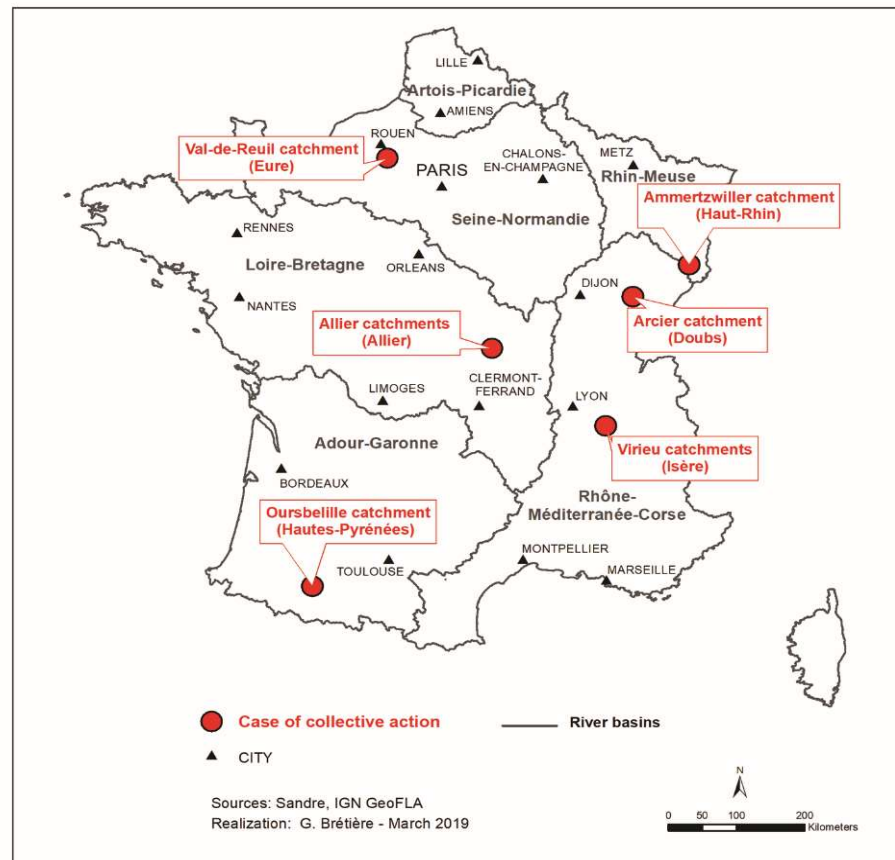 LILLE
Artois-Picardie
AMIENS
ROUEN
Val-de-Reuil catchment
(Eure)
PARIS
CHALONS-
EN-CHAMPAGNE
METZ
Rhin-Meuse
Ammertzwiller catchment
(Haut-Rhin)
Seine-Normandie
RENNES
Loire-Bretagne
ORLEANS
DIJON
NANTES
Arcier catchment
(Doubs)
Allier catchments
(Allier)
LIMOGES
CLERMONT-
FERRAND
LYON
Adour-Garonne
Virieu catchments
(Isère)
BORDEAUX
Rhône-
Méditerranée-Corse
Oursbelille catchment
(Hautes-Pyrénées)
TOULOUSE
MONTPELLIER
MARSEILLE
Case of collective action
River basins
CITY
Sources: Sandre, IGN GeoFLA
Realization: G. Brétière - March 2019
N
0 50 100 200
Kilometers